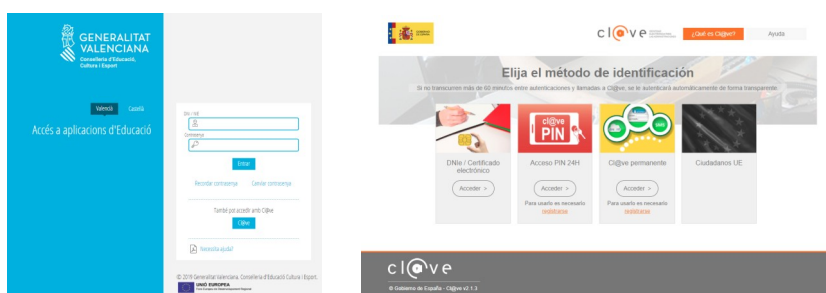 GENERALITAT
VALENCIANA
Conselleria d'Educació,
Cultura i Esport
Valencià
Castellà
Accés a aplicacions d'Educació
DNI / NIE
Contrasenya
Entrar
Recordar contrasenya
Canviar contrasenya
També pot accedir amb Cl@ve
Cl@ve
Necessita ajuda?
© 2019 Generalitat Valenciana. Conselleria d'Educació Cultura i Esport.
UNIÓ EUROPEA
cl@ve
¿Qué es Cl@ve?
Ayuda
Elija el método de identificación
Si no transcurren más de 60 minutos entre autenticaciones y llamadas a Cl@ve, se le autenticará automáticamente de forma transparente.
cl@ve
PIN
DNIe / Certificado
electrónico
Acceder >
Acceso PIN 24H
Acceder >
Para usarlo es necesario
registrarse
Cl@ve permanente
Acceder >
Para usarlo es necesario
registrarse
Ciudadanos UE
cl@ve
© Gobierno de España - Cl@ve v2.1.3